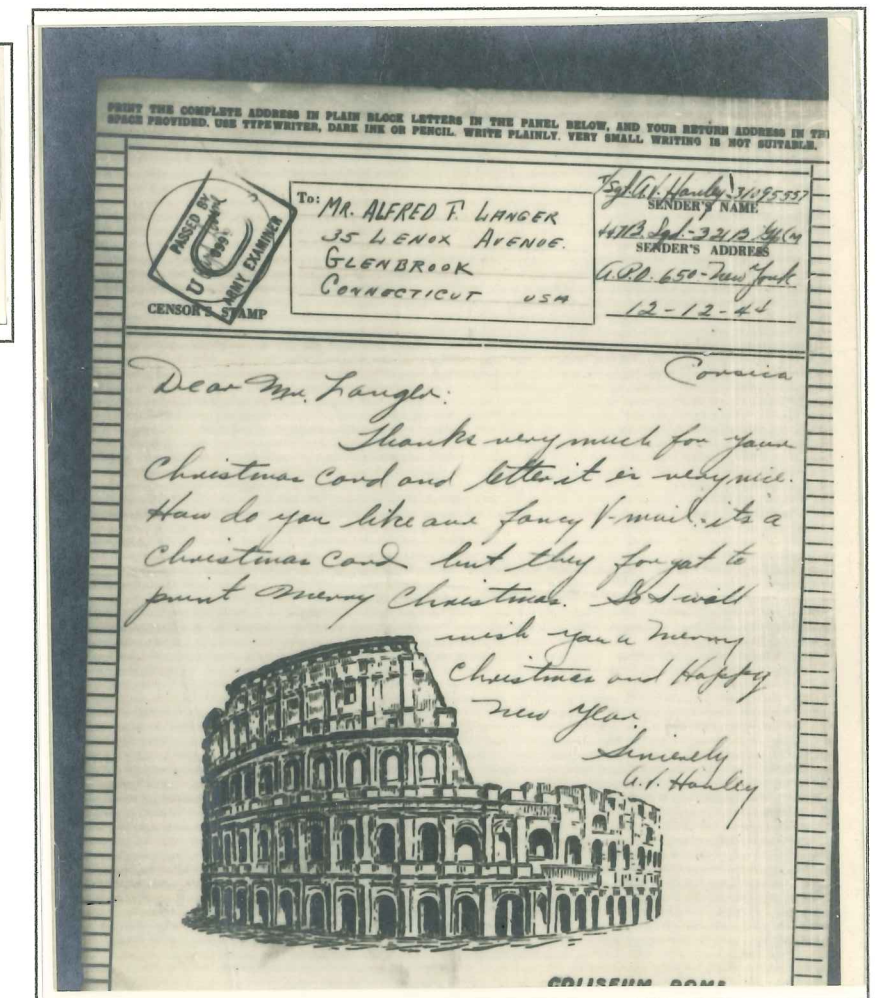 PRINT THE COMPLETE ADDRESS IN PLAIN BLOCK LETTERS IN THE PANEL BELOW, AND YOUR RETURN ADDRESS IN THE
SPACE PROVIDED. USE TYPEWRITER, DARK INK OR PENCIL. WRITE PLAINLY. VERY SMALL WRITING IS NOT SUITABLE.
PASSED BY
U
ARMY EXAMINER
CENSOR'S STAMP
To: MR. ALFRED F. LANGER
35 LENOX AVENUE.
GLENBROOK
CONNECTICUT USA
T/Sgt. A.V. Hanley - 31095557
SENDER'S NAME
SENDER'S ADDRESS
A.P.O. 650 - New York
12-12-44
Corsica
Dear Mr. Langer:
Thanks very much for your
Christmas card and letter it is very nice.
How do you like our fancy V-mail - its a
Christmas card but they forgot to
print Merry Christmas. So I will
wish you a Merry
Christmas and Happy
New Year.
Sincerely
A.V. Hanley
COLISEUM ROME